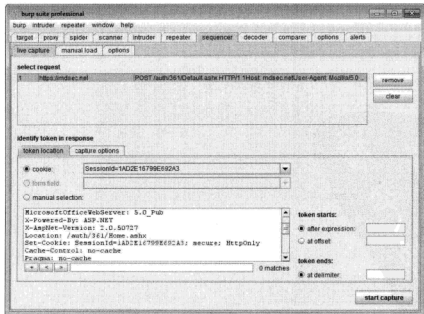 burp suite professional
burp intruder repeater window help
target proxy spider scanner intruder repeater sequencer decoder comparer options alerts
live capture manual load options
select request
1 https://mdsec.net POST /auth/361/Default.ashx HTTP/1.1Host: mdsec.netUser-Agent: Mozilla/5.0 ...
remove
clear
identify token in response
token location capture options
cookie: SessionId=1AD2E16799E692A3
form field:
manual selection:
MicrosoftOfficeWebServer: 5.0_Pub
X-Powered-By: ASP.NET
X-AspNet-Version: 2.0.50727
Location: /auth/361/Home.ashx
Set-Cookie: SessionId=1AD2E16799E692A3; secure; HttpOnly
Cache-Control: no-cache
Pragma: no-cache
+ < > 0 matches
token starts:
after expression:
at offset:
token ends:
at delimiter:
start capture